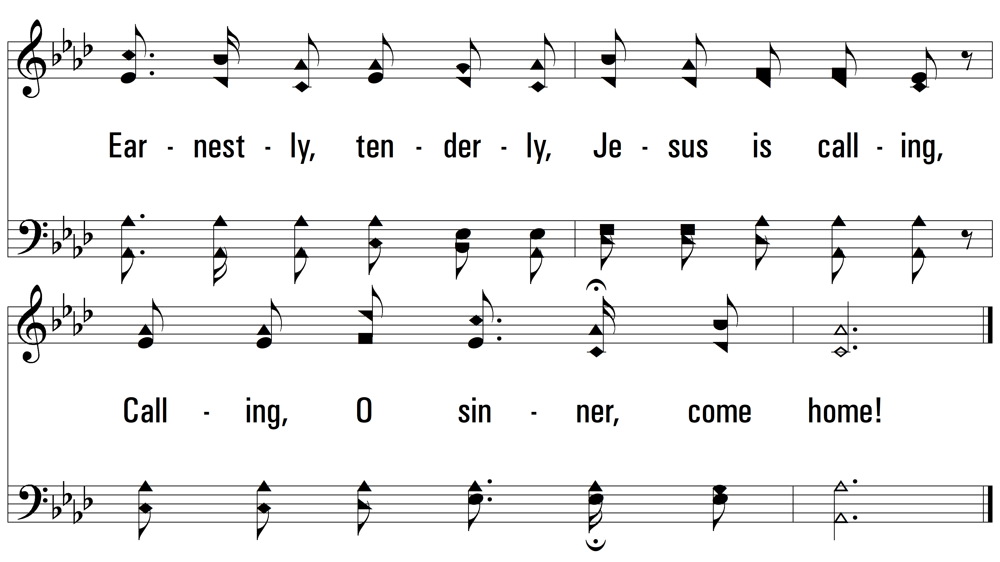 Ear - nest - ly, ten - der - ly, Je - sus is call - ing,
Call - ing, O sin - ner, come home!